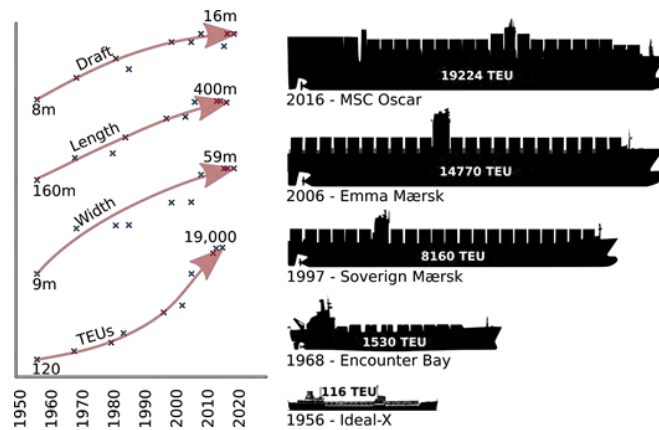 16m
Draft
8m
400m
Length
160m
59m
Width
9m
19,000
TEUs
120
1950
1960
1970
1980
1990
2000
2010
2020
19224 TEU
2016 - MSC Oscar
14770 TEU
2006 - Emma Mærsk
8160 TEU
1997 - Soverign Mærsk
1530 TEU
1968 - Encounter Bay
116 TEU
1956 - Ideal-X